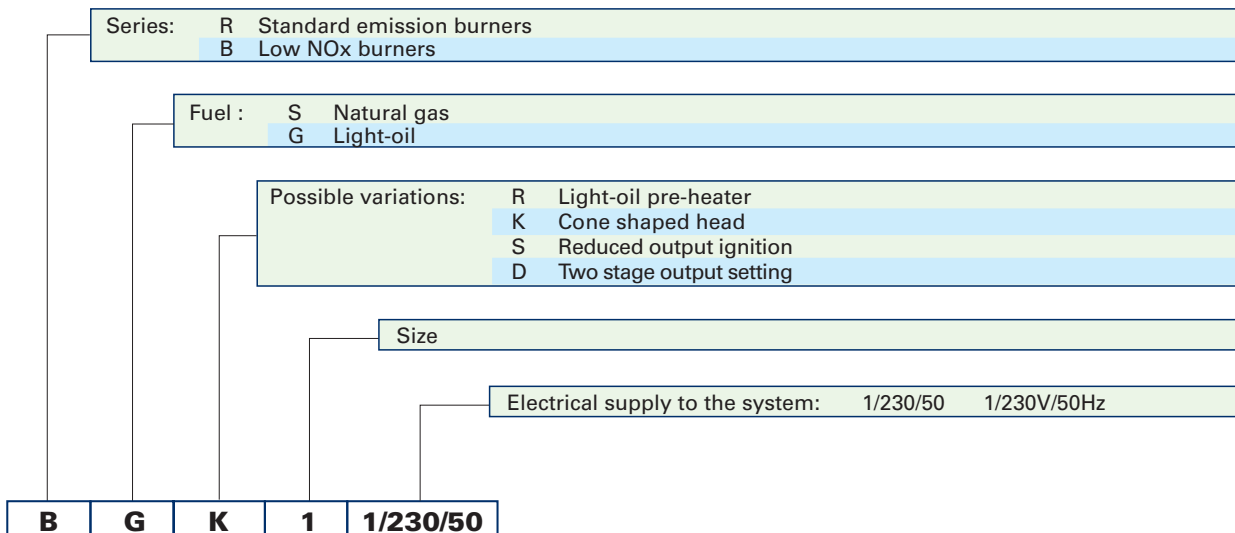 Series: R Standard emission burners
B Low NOx burners
Fuel : S Natural gas
G Light-oil
Possible variations: R Light-oil pre-heater
K Cone shaped head
S Reduced output ignition
D Two stage output setting
Size
Electrical supply to the system: 1/230/50 1/230V/50Hz
B G K 1 1/230/50